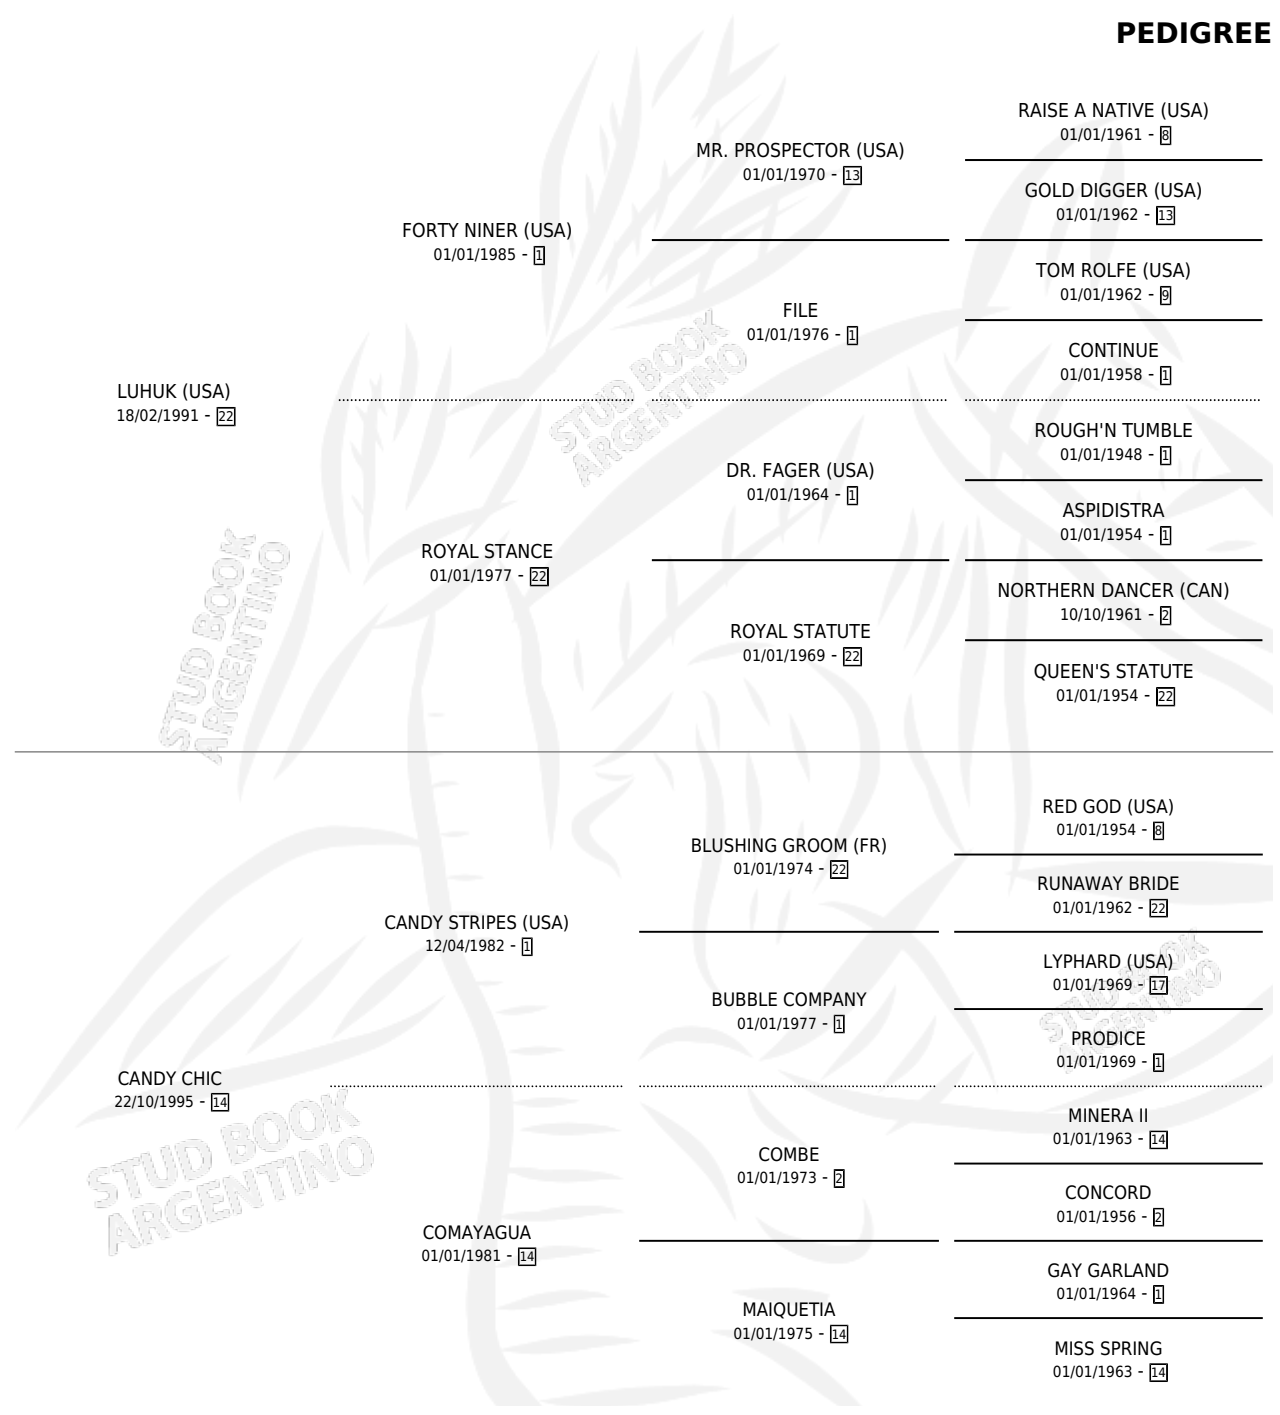 PEDIGREE
RAISE A NATIVE (USA)
01/01/1961 - 8
MR. PROSPECTOR (USA)
01/01/1970 - 13
GOLD DIGGER (USA)
01/01/1962 - 13
FORTY NINER (USA)
01/01/1985 - 1
TOM ROLFE (USA)
01/01/1962 - 9
FILE
01/01/1976 - 1
CONTINUE
01/01/1958 - 1
LUHUK (USA)
18/02/1991 - 22
ROUGH'N TUMBLE
01/01/1948 - 1
DR. FAGER (USA)
01/01/1964 - 1
ASPIDISTRA
01/01/1954 - 1
ROYAL STANCE
01/01/1977 - 22
NORTHERN DANCER (CAN)
10/10/1961 - 2
ROYAL STATUTE
01/01/1969 - 22
QUEEN'S STATUTE
01/01/1954 - 22
RED GOD (USA)
01/01/1954 - 8
BLUSHING GROOM (FR)
01/01/1974 - 22
RUNAWAY BRIDE
01/01/1962 - 22
CANDY STRIPES (USA)
12/04/1982 - 1
LYPHARD (USA)
01/01/1969 - 17
BUBBLE COMPANY
01/01/1977 - 1
PRODICE
01/01/1969 - 1
CANDY CHIC
22/10/1995 - 14
MINERA II
01/01/1963 - 14
COMBE
01/01/1973 - 2
CONCORD
01/01/1956 - 2
COMAYAGUA
01/01/1981 - 14
GAY GARLAND
01/01/1964 - 1
MAIQUETIA
01/01/1975 - 14
MISS SPRING
01/01/1963 - 14
STUD BOOK
ARGENTINO
STUD BOOK
ARGENTINO
STUD BOOK
ARGENTINO
STUD BOOK
ARGENTINO